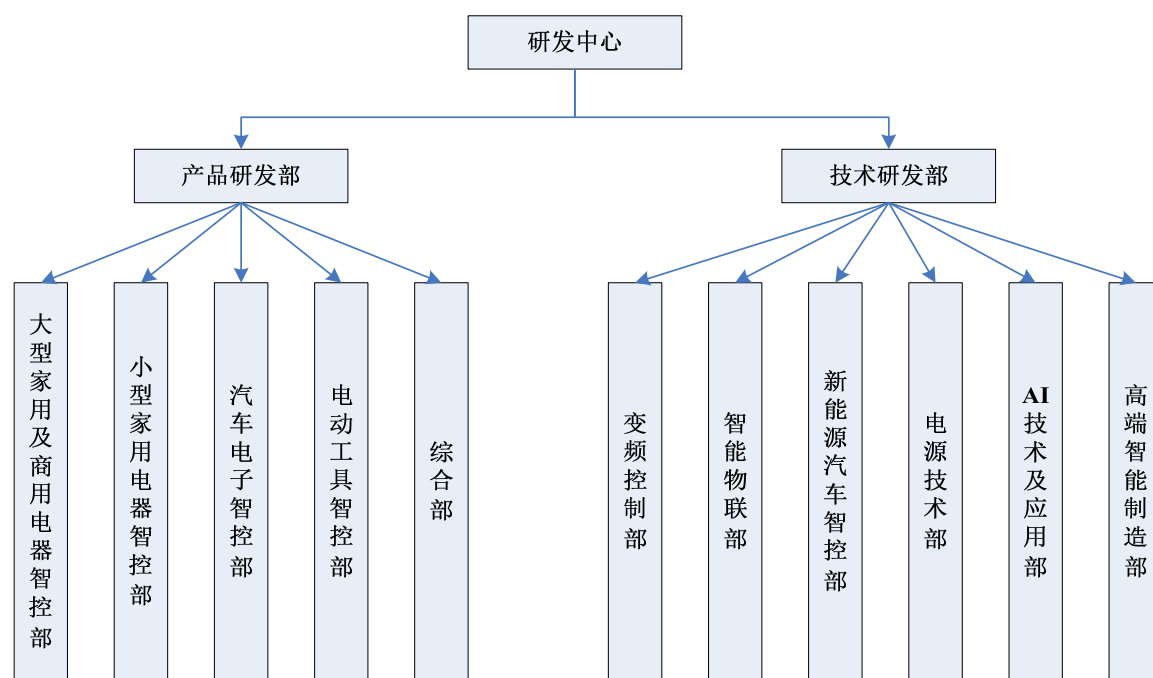 研发中心
产品研发部
技术研发部
大型家用及商用电器智控部
小型家用电器智控部
汽车电子智控部
电动工具智控部
综合部
变频控制部
智能物联部
新能源汽车智控部
电源技术部
AI技术及应用部
高端智能制造部